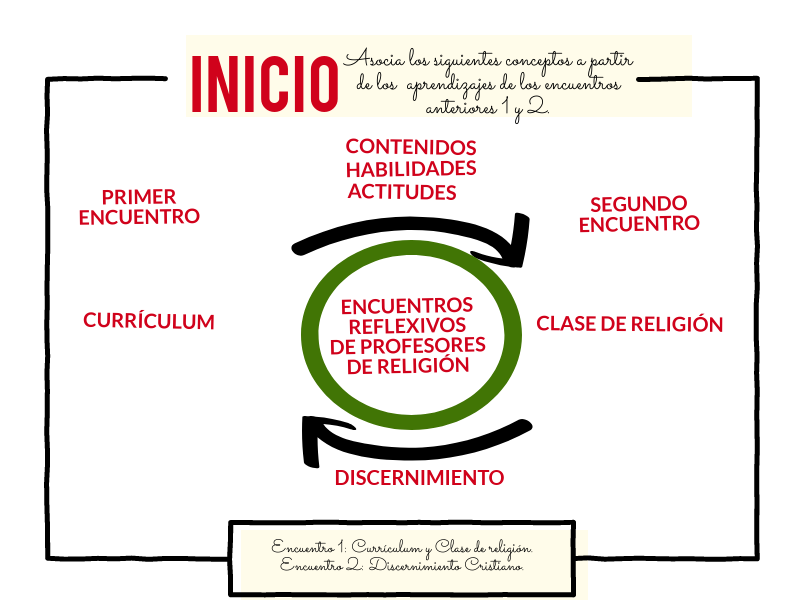 INICIO
Asocia los siguientes conceptos a partir
de los aprendizajes de los encuentros
anteriores 1 y 2.
CONTENIDOS
HABILIDADES
ACTITUDES
PRIMER
ENCUENTRO
SEGUNDO
ENCUENTRO
CURRÍCULUM
ENCUENTROS
REFLEXIVOS
DE PROFESORES
DE RELIGIÓN
CLASE DE RELIGIÓN
DISCERNIMIENTO
Encuentro 1: Currículum y Clase de religión.
Encuentro 2: Discernimiento Cristiano.